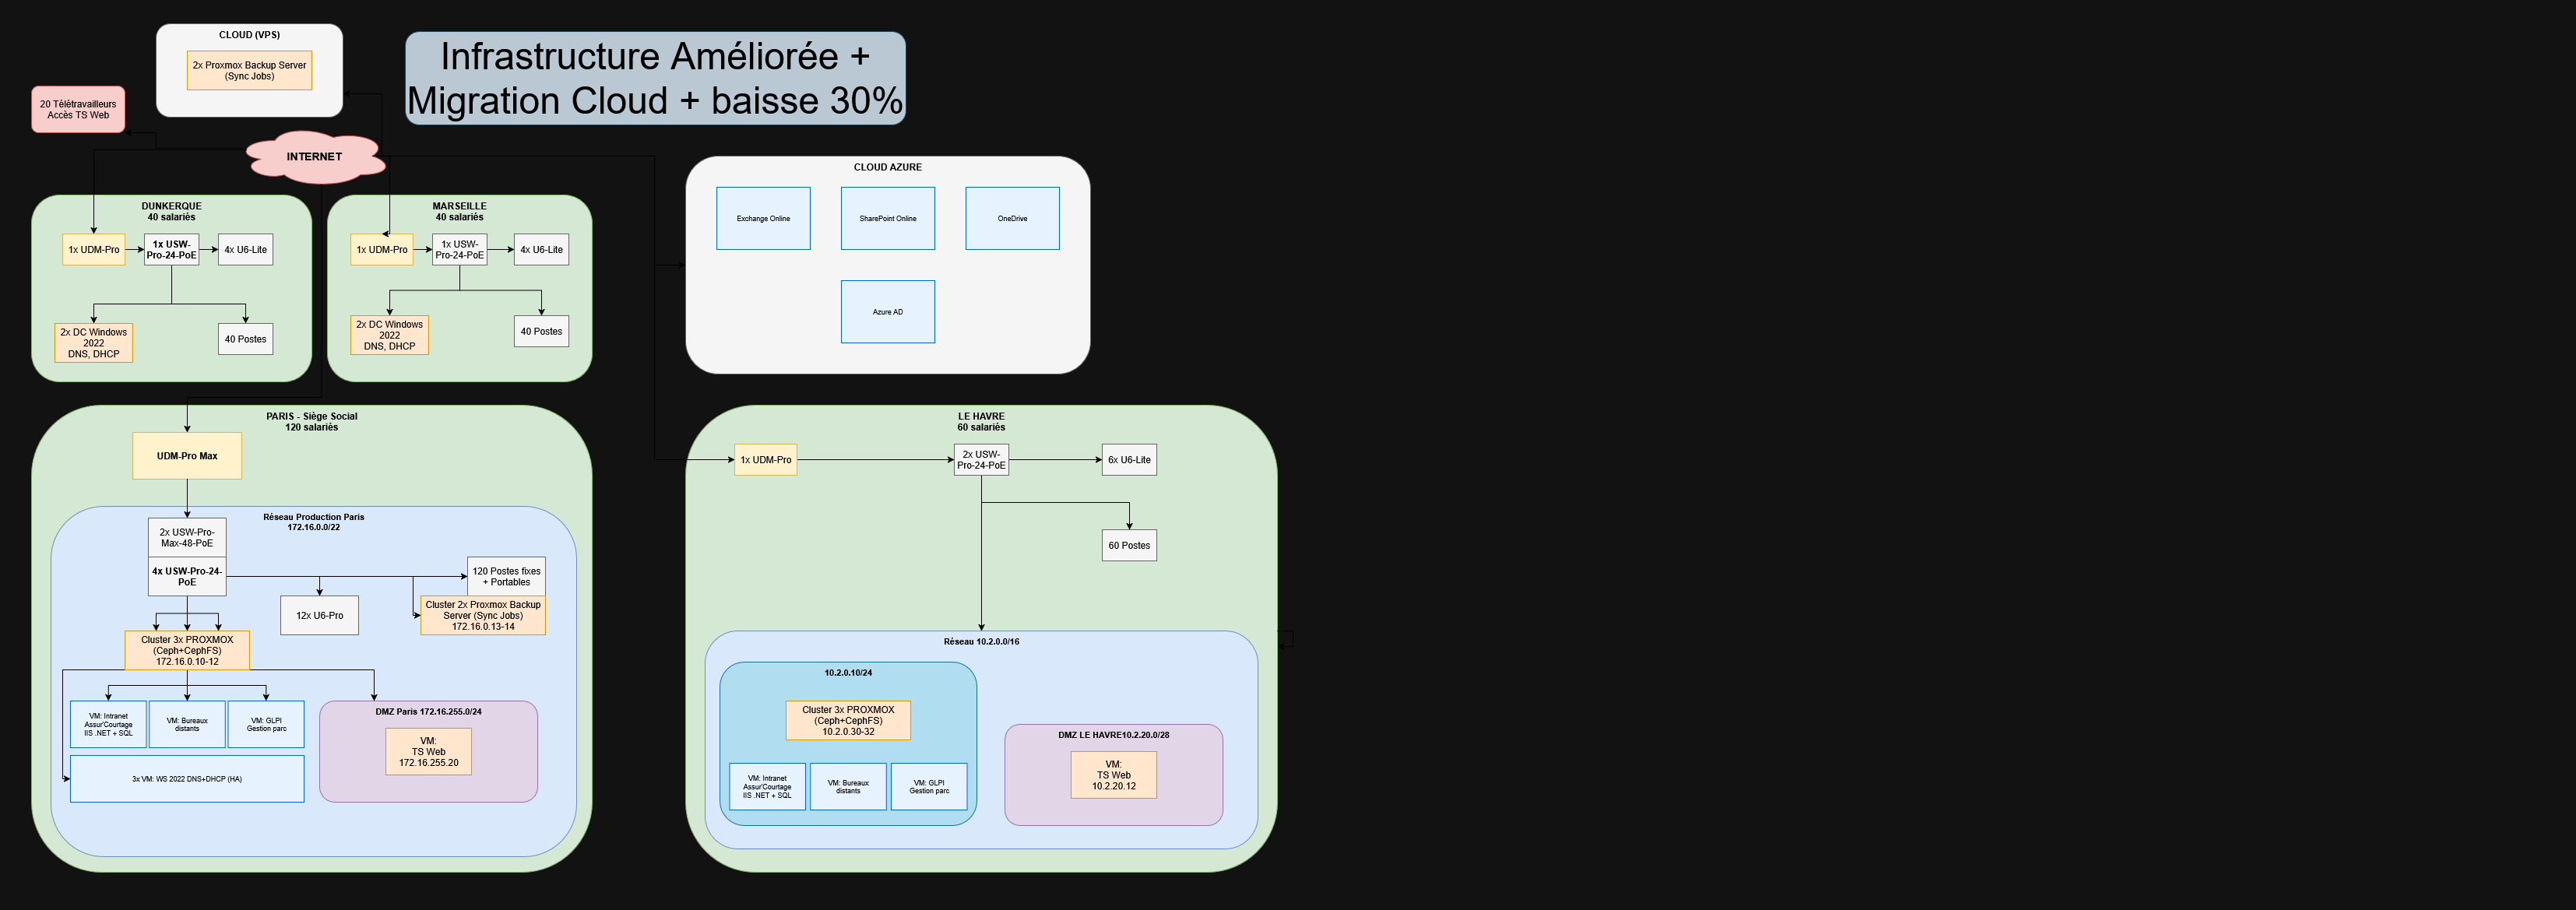 CLOUD (VPS)
2x Proxmox Backup Server
(Sync Jobs)
Infrastructure Améliorée +
Migration Cloud + baisse 30%
20 Télétravailleurs
Accès TS Web
INTERNET
DUNKERQUE
40 salariés
1x UDM-Pro
1x USW-
Pro-24-PoE
4x U6-Lite
2x DC Windows
2022
DNS, DHCP
40 Postes
MARSEILLE
40 salariés
1x UDM-Pro
1x USW-
Pro-24-PoE
4x U6-Lite
2x DC Windows
2022
DNS, DHCP
40 Postes
CLOUD AZURE
Exchange Online
SharePoint Online
OneDrive
Azure AD
PARIS - Siège Social
120 salariés
UDM-Pro Max
Réseau Production Paris
172.16.0.0/22
2x USW-Pro-
Max-48-PoE
4x USW-Pro-24-
PoE
120 Postes fixes
+ Portables
12x U6-Pro
Cluster 2x Proxmox Backup
Server (Sync Jobs)
172.16.0.13-14
Cluster 3x PROXMOX
(Ceph+CephFS)
172.16.0.10-12
VM: Intranet
Assur'Courtage
IIS .NET + SQL
VM: Bureaux
distants
VM: GLPI
Gestion parc
3x VM: WS 2022 DNS+DHCP (HA)
DMZ Paris 172.16.255.0/24
VM:
TS Web
172.16.255.20
LE HAVRE
60 salariés
1x UDM-Pro
2x USW-
Pro-24-PoE
6x U6-Lite
60 Postes
Réseau 10.2.0.0/16
10.2.0.10/24
Cluster 3x PROXMOX
(Ceph+CephFS)
10.2.0.30-32
VM: Intranet
Assur'Courtage
IIS .NET + SQL
VM: Bureaux
distants
VM: GLPI
Gestion parc
DMZ LE HAVRE10.2.20.0/28
VM:
TS Web
10.2.20.12